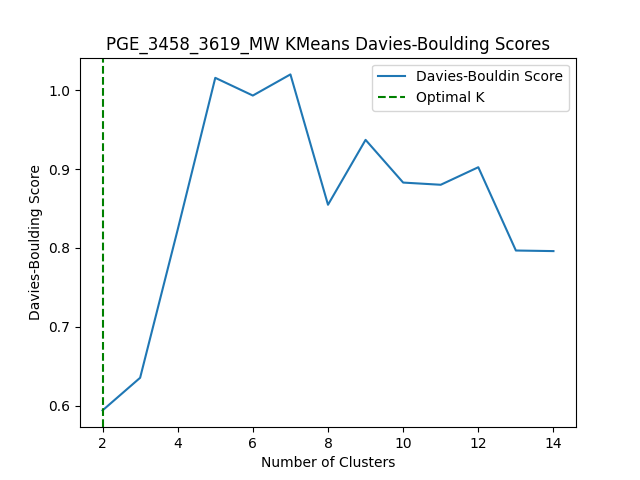 PGE_3458_3619_MW KMeans Davies-Boulding Scores
Davies-Bouldin Score
Optimal K
Davies-Boulding Score
1.0
0.9
0.8
0.7
0.6
2 4 6 8 10 12 14
Number of Clusters